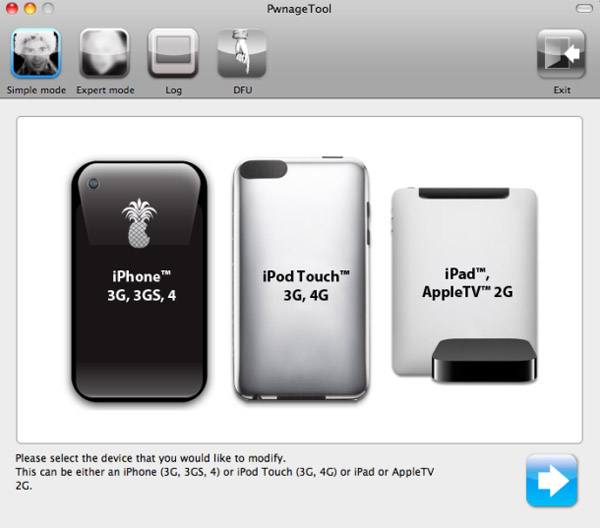 PwnageTool
Simple mode
Expert mode
Log
DFU
Exit
iPhone™
3G, 3GS, 4
iPod Touch™
3G, 4G
iPad™,
AppleTV™ 2G
Please select the device that you would like to modify.
This can be either an iPhone (3G, 3GS, 4) or iPod Touch (3G, 4G) or iPad or AppleTV
2G.